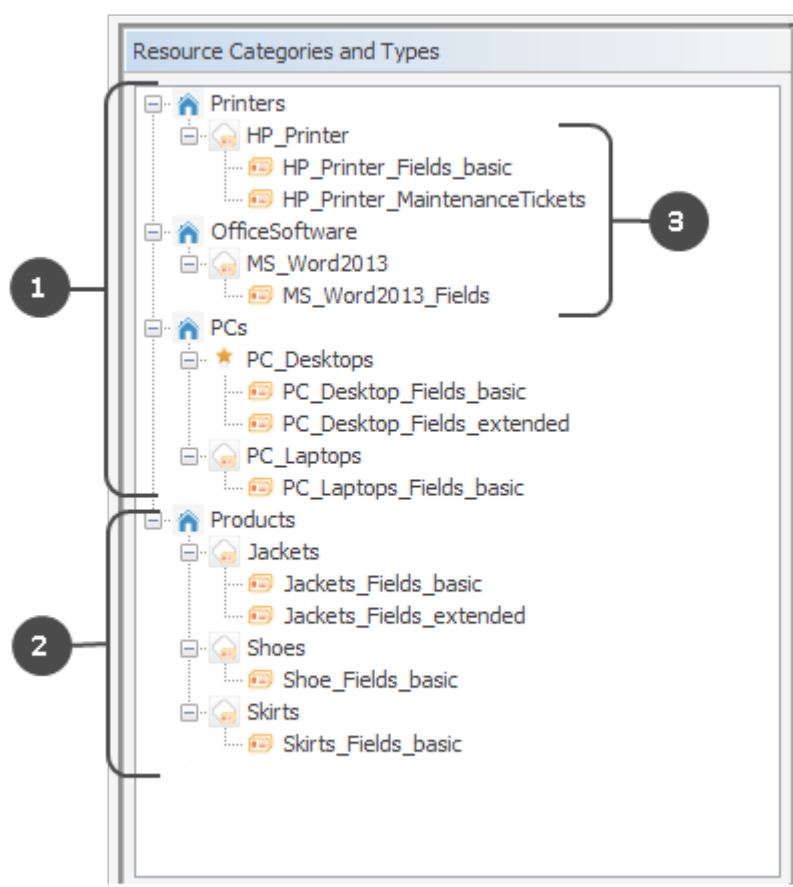 Resource Categories and Types
Printers
HP_Printer
HP_Printer_Fields_basic
HP_Printer_MaintenanceTickets
3
OfficeSoftware
MS_Word2013
1
MS_Word2013_Fields
PCs
PC_Desktops
PC_Desktop_Fields_basic
PC_Desktop_Fields_extended
PC_Laptops
PC_Laptops_Fields_basic
Products
Jackets
Jackets_Fields_basic
Jackets_Fields_extended
2
Shoes
Shoe_Fields_basic
Skirts
Skirts_Fields_basic